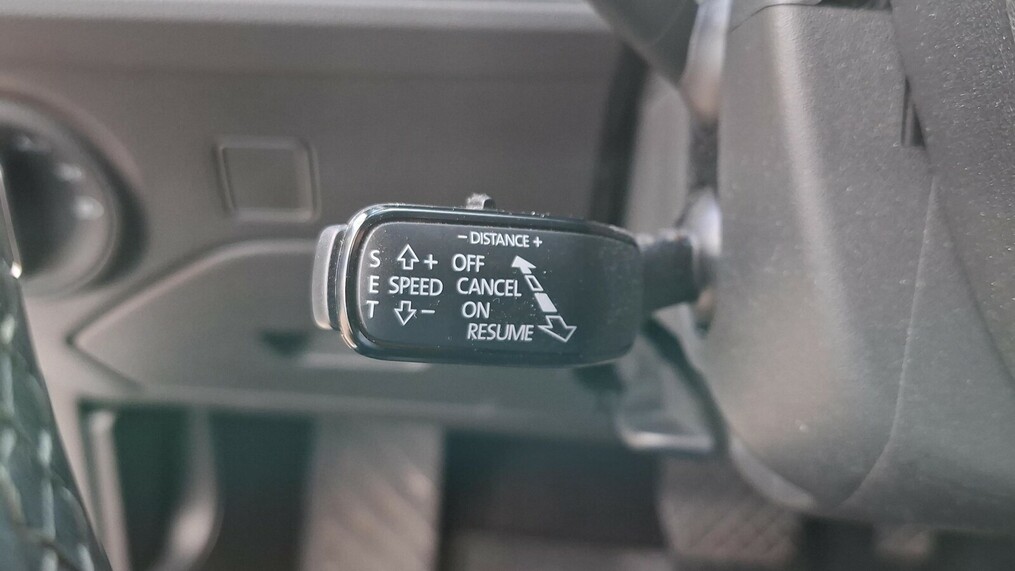 − DISTANCE +
S + OFF
E SPEED CANCEL
T − ON
RESUME